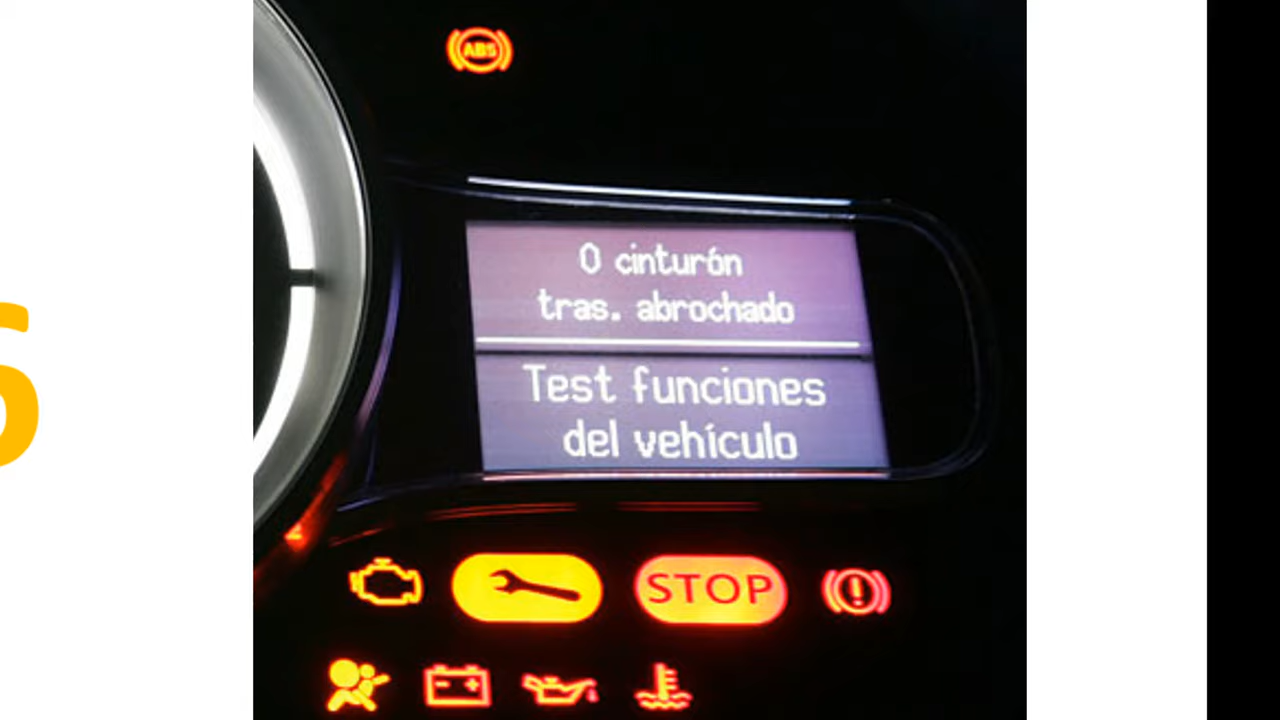 ABS
0 cinturón
tras. abrochado
Test funciones
del vehículo
STOP